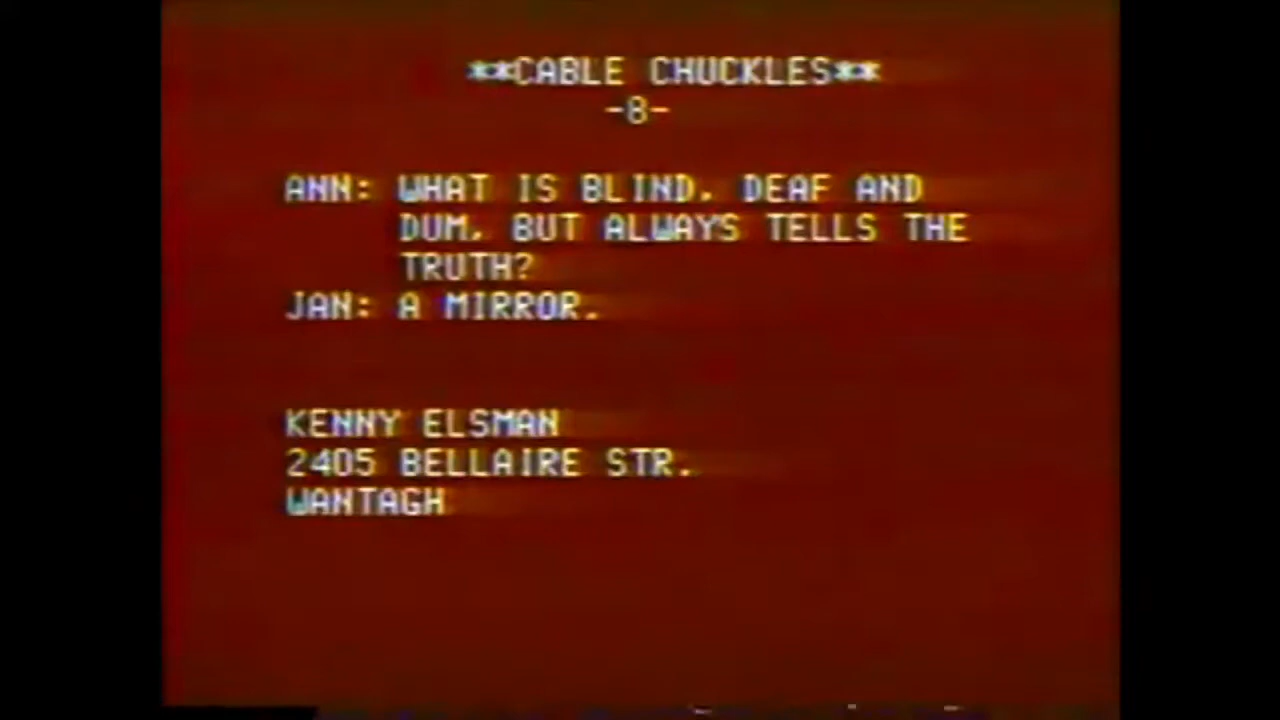 **CABLE CHUCKLES**
-8-
ANN: WHAT IS BLIND, DEAF AND
DUM, BUT ALWAYS TELLS THE
TRUTH?
JAN: A MIRROR.
KENNY ELSMAN
2405 BELLAIRE STR.
WANTAGH